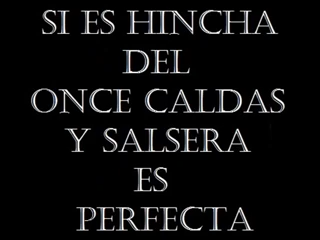 SI ES HINCHA
DEL
ONCE CALDAS
Y SALSERA
ES
PERFECTA